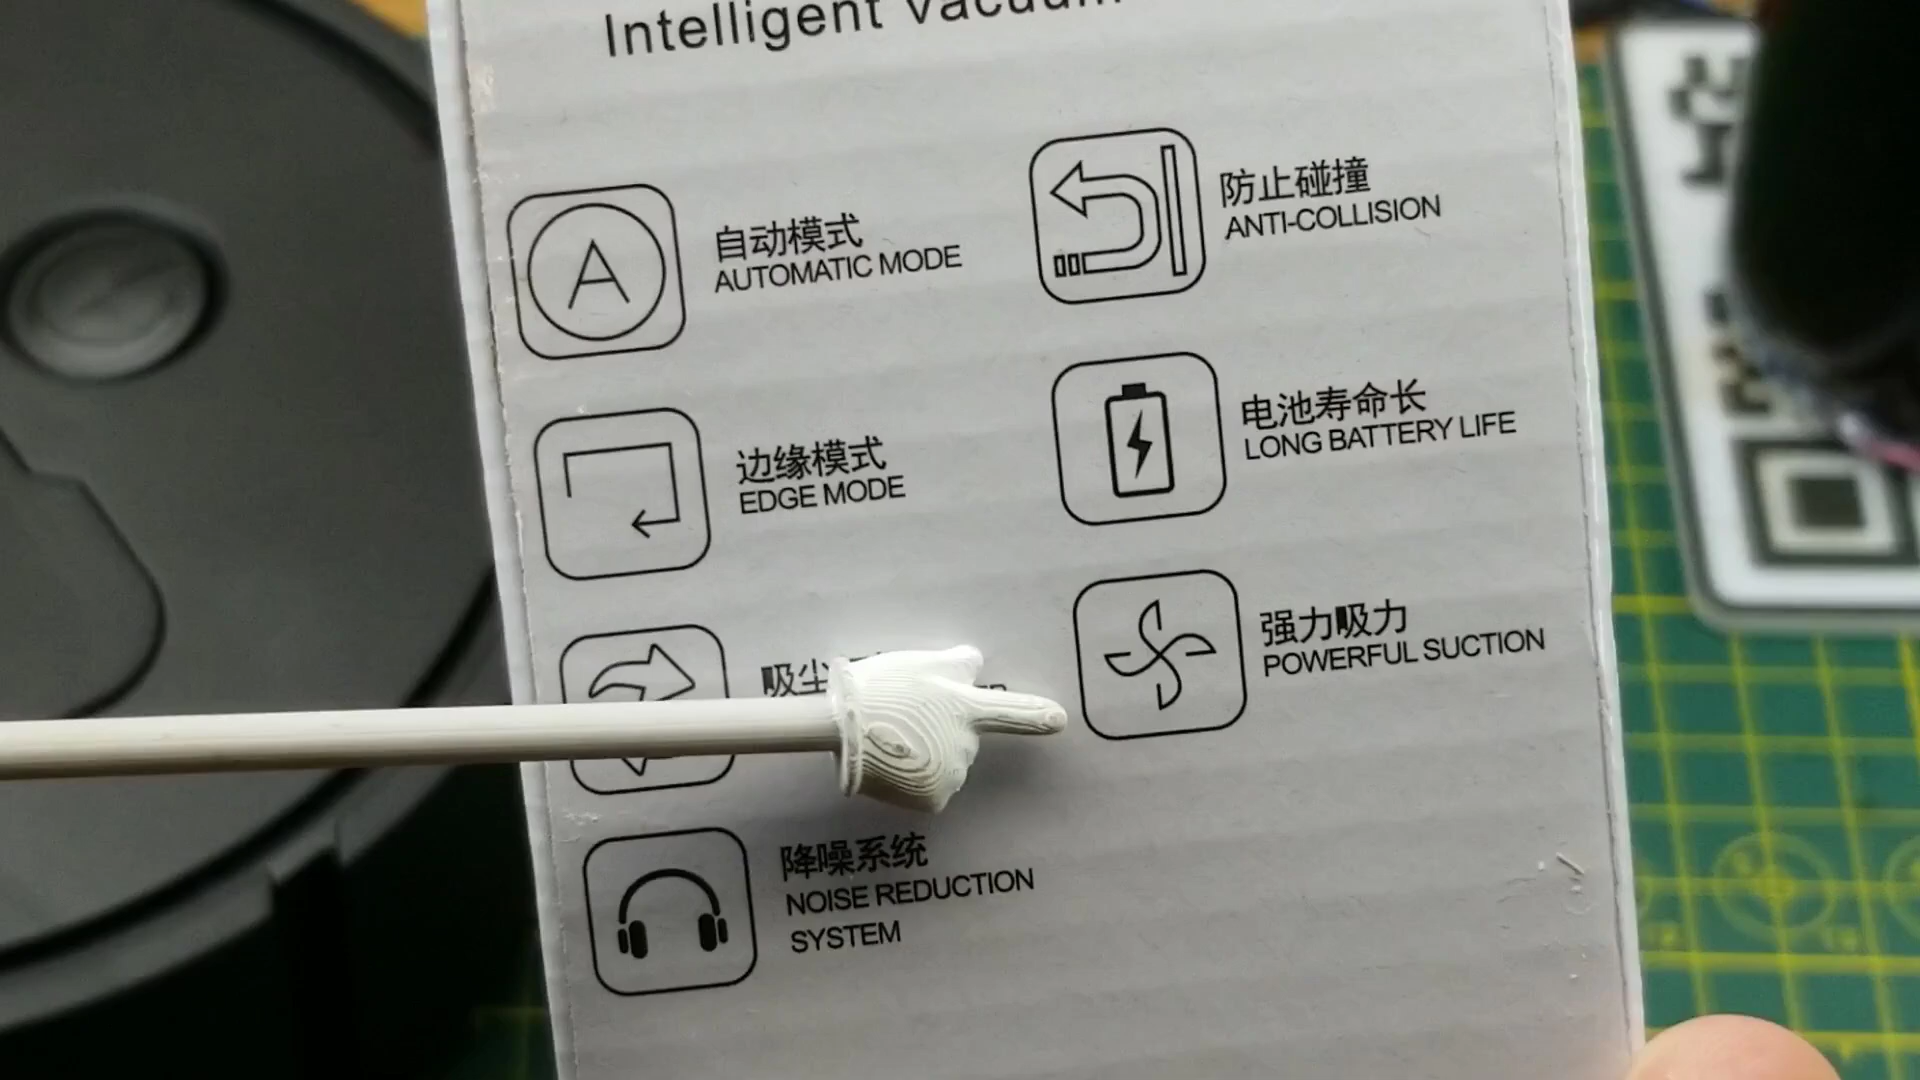 Intelligent Vacuum
A
自动模式
AUTOMATIC MODE
防止碰撞
ANTI-COLLISION
边缘模式
EDGE MODE
电池寿命长
LONG BATTERY LIFE
吸尘
强力吸力
POWERFUL SUCTION
降噪系统
NOISE REDUCTION
SYSTEM